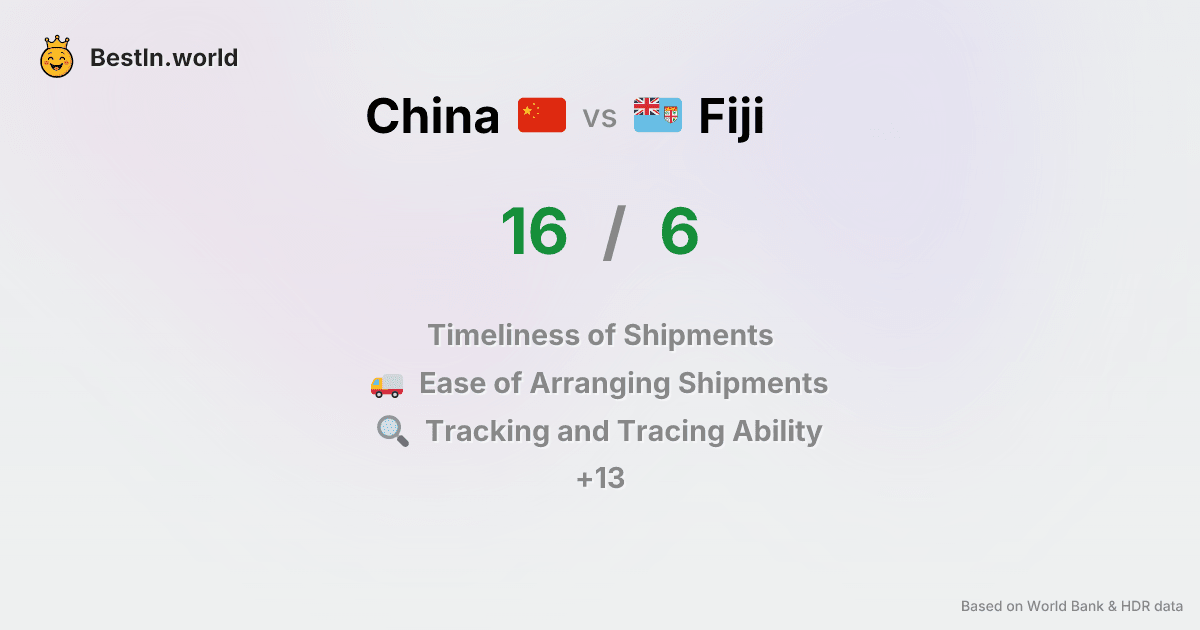 BestIn.world
China vs Fiji
16 / 6
Timeliness of Shipments
Ease of Arranging Shipments
Tracking and Tracing Ability
+13
Based on World Bank & HDR data